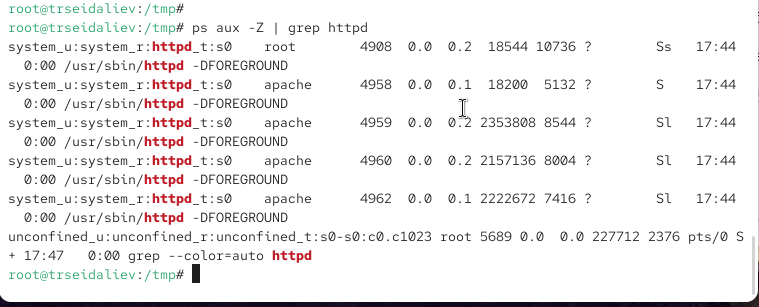 root@trseidaliev:/tmp#
root@trseidaliev:/tmp# ps aux -Z | grep httpd
system_u:system_r:httpd_t:s0    root        4908  0.0  0.2  18544 10736 ?        Ss   17:44
  0:00 /usr/sbin/httpd -DFOREGROUND
system_u:system_r:httpd_t:s0    apache      4958  0.0  0.1  18200  5132 ?        S    17:44
  0:00 /usr/sbin/httpd -DFOREGROUND
system_u:system_r:httpd_t:s0    apache      4959  0.0  0.2 2353808 8544 ?        Sl   17:44
  0:00 /usr/sbin/httpd -DFOREGROUND
system_u:system_r:httpd_t:s0    apache      4960  0.0  0.2 2157136 8004 ?        Sl   17:44
  0:00 /usr/sbin/httpd -DFOREGROUND
system_u:system_r:httpd_t:s0    apache      4962  0.0  0.1 2222672 7416 ?        Sl   17:44
  0:00 /usr/sbin/httpd -DFOREGROUND
unconfined_u:unconfined_r:unconfined_t:s0-s0:c0.c1023 root 5689 0.0  0.0 227712 2376 pts/0 S
+ 17:47   0:00 grep --color=auto httpd
root@trseidaliev:/tmp#